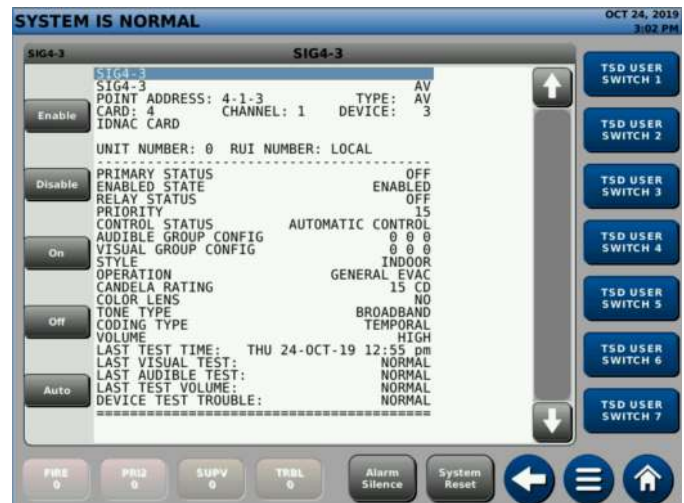 SYSTEM IS NORMAL
OCT 24, 2019
3:02 PM
SIG4-3 SIG4-3
SIG4-3
SIG4-3 AV
POINT ADDRESS: 4-1-3 TYPE: AV
CARD: 4 CHANNEL: 1 DEVICE: 3
IDNAC CARD
UNIT NUMBER: 0 RUI NUMBER: LOCAL
----------------------------------------
PRIMARY STATUS OFF
ENABLED STATE ENABLED
RELAY STATUS OFF
PRIORITY 15
CONTROL STATUS AUTOMATIC CONTROL
AUDIBLE GROUP CONFIG 0 0 0
VISUAL GROUP CONFIG 0 0 0
STYLE INDOOR
OPERATION GENERAL EVAC
CANDELA RATING 15 CD
COLOR LENS NO
TONE TYPE BROADBAND
CODING TYPE TEMPORAL
VOLUME HIGH
LAST TEST TIME: THU 24-OCT-19 12:55 pm
LAST VISUAL TEST: NORMAL
LAST AUDIBLE TEST: NORMAL
LAST TEST VOLUME: NORMAL
DEVICE TEST TROUBLE: NORMAL
========================================
Enable
Disable
On
Off
Auto
TSD USER
SWITCH 1
TSD USER
SWITCH 2
TSD USER
SWITCH 3
TSD USER
SWITCH 4
TSD USER
SWITCH 5
TSD USER
SWITCH 6
TSD USER
SWITCH 7
FIRE
0
PRI2
0
SUPV
0
TRBL
0
Alarm
Silence
System
Reset